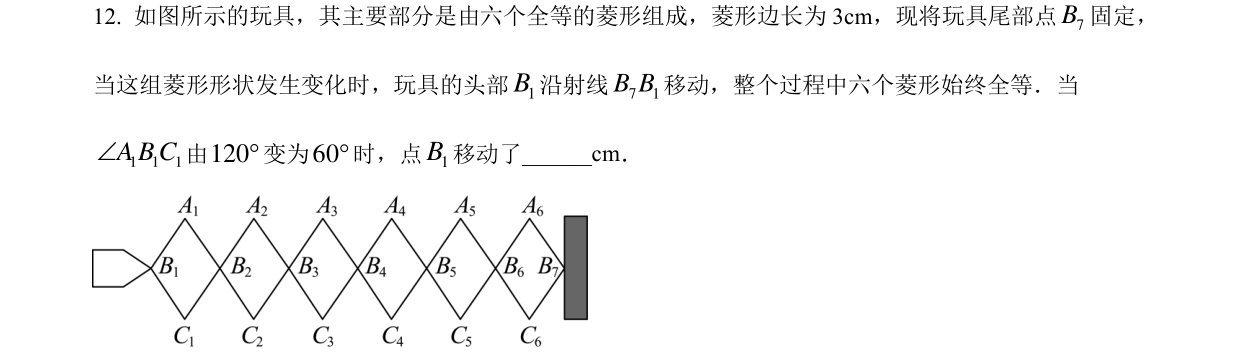 12. 如图所示的玩具，其主要部分是由六个全等的菱形组成，菱形边长为 3cm，现将玩具尾部点 B₇ 固定，
当这组菱形形状发生变化时，玩具的头部 B₁ 沿射线 B₇B₁ 移动，整个过程中六个菱形始终全等．当
∠A₁B₁C₁ 由 120° 变为 60° 时，点 B₁ 移动了______cm．
A₁ A₂ A₃ A₄ A₅ A₆
B₁ B₂ B₃ B₄ B₅ B₆ B₇
C₁ C₂ C₃ C₄ C₅ C₆